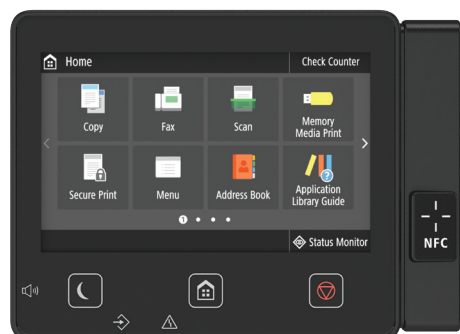 Home
Check Counter
Copy
Fax
Scan
Memory
Media Print
Secure Print
Menu
Address Book
Application
Library Guide
1
Status Monitor
NFC